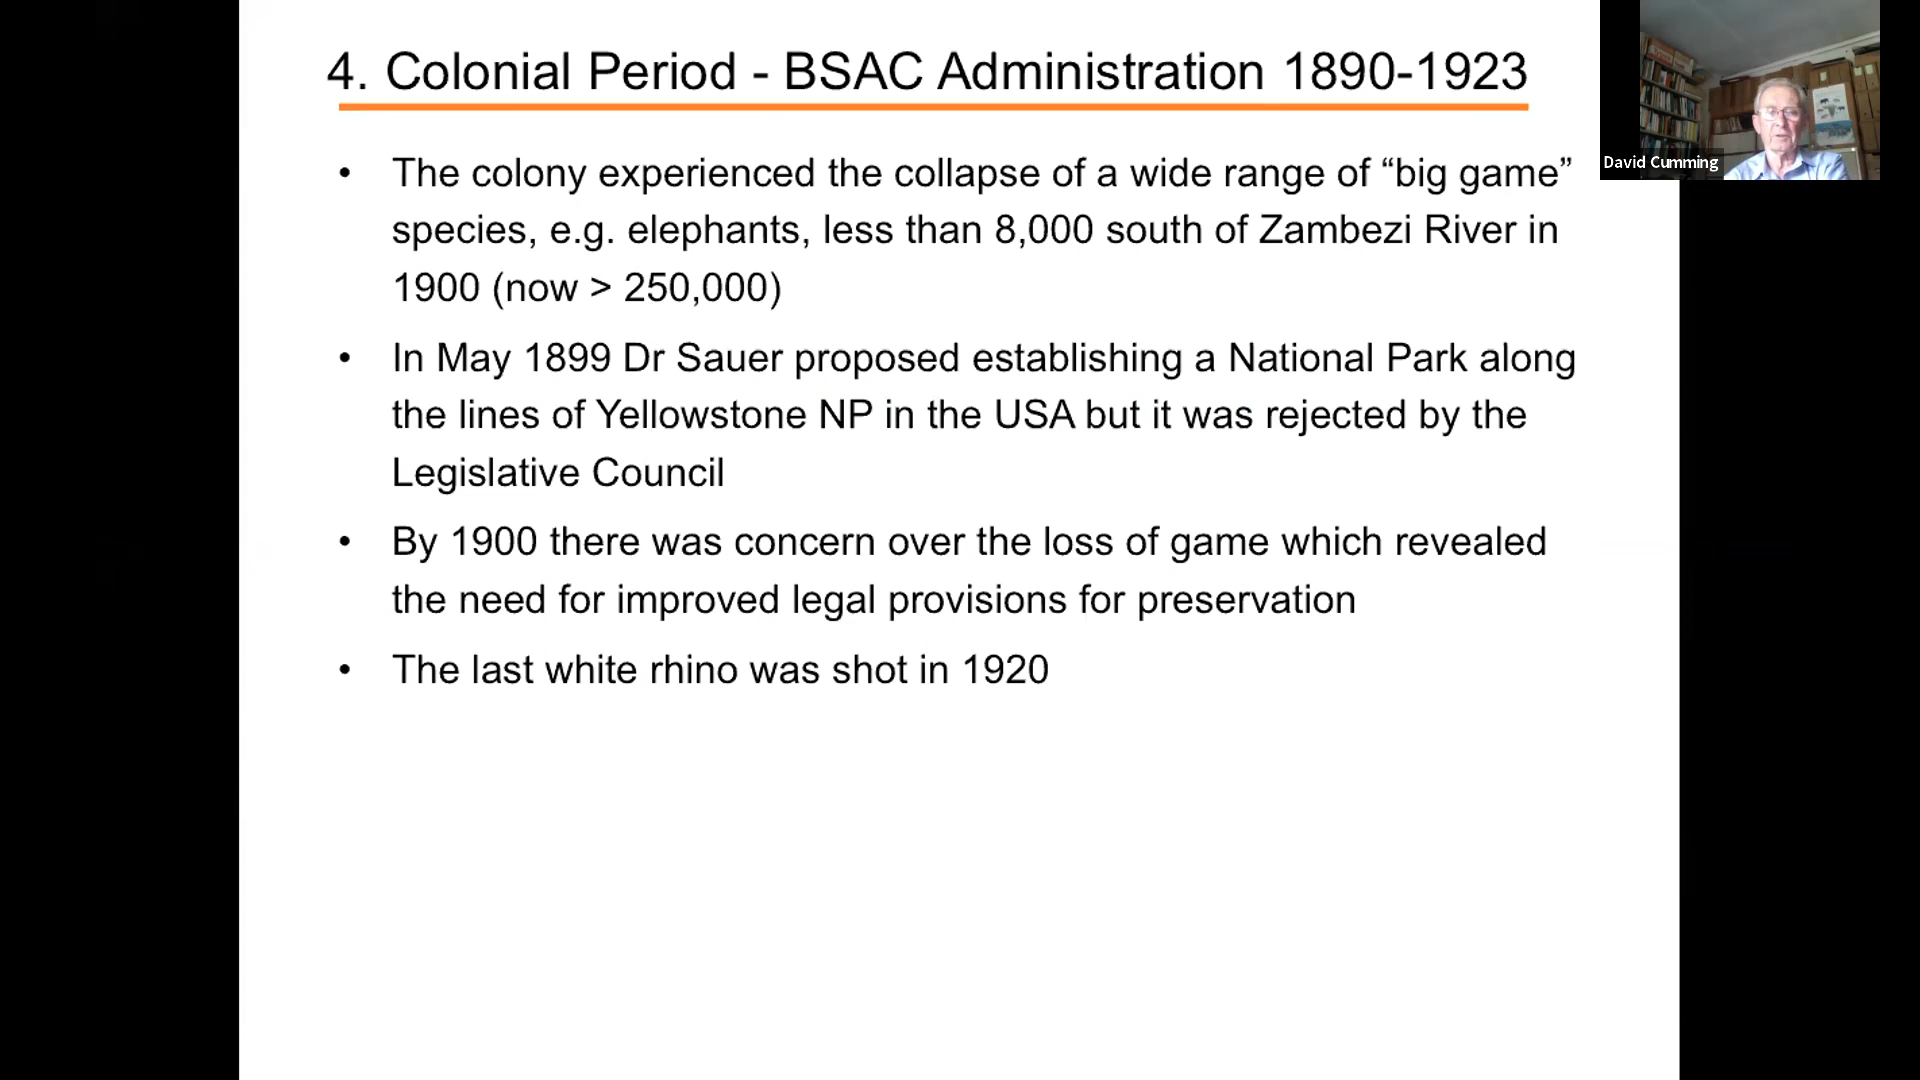 4. Colonial Period - BSAC Administration 1890-1923
David Cumming
• The colony experienced the collapse of a wide range of “big game”
species, e.g. elephants, less than 8,000 south of Zambezi River in
1900 (now > 250,000)
• In May 1899 Dr Sauer proposed establishing a National Park along
the lines of Yellowstone NP in the USA but it was rejected by the
Legislative Council
• By 1900 there was concern over the loss of game which revealed
the need for improved legal provisions for preservation
• The last white rhino was shot in 1920